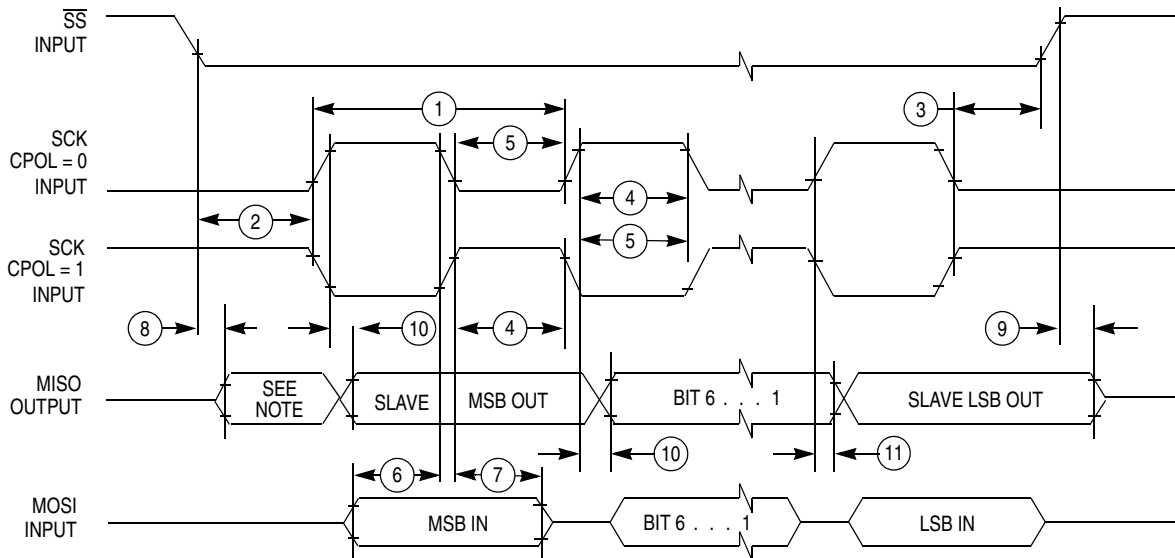 SS
INPUT
1
3
SCK
CPOL = 0
INPUT
5
4
2
SCK
CPOL = 1
INPUT
5
8
10
4
9
MISO
OUTPUT
SEE
NOTE
SLAVE
MSB OUT
BIT 6 . . . 1
SLAVE LSB OUT
10
11
6
7
MOSI
INPUT
MSB IN
BIT 6 . . . 1
LSB IN